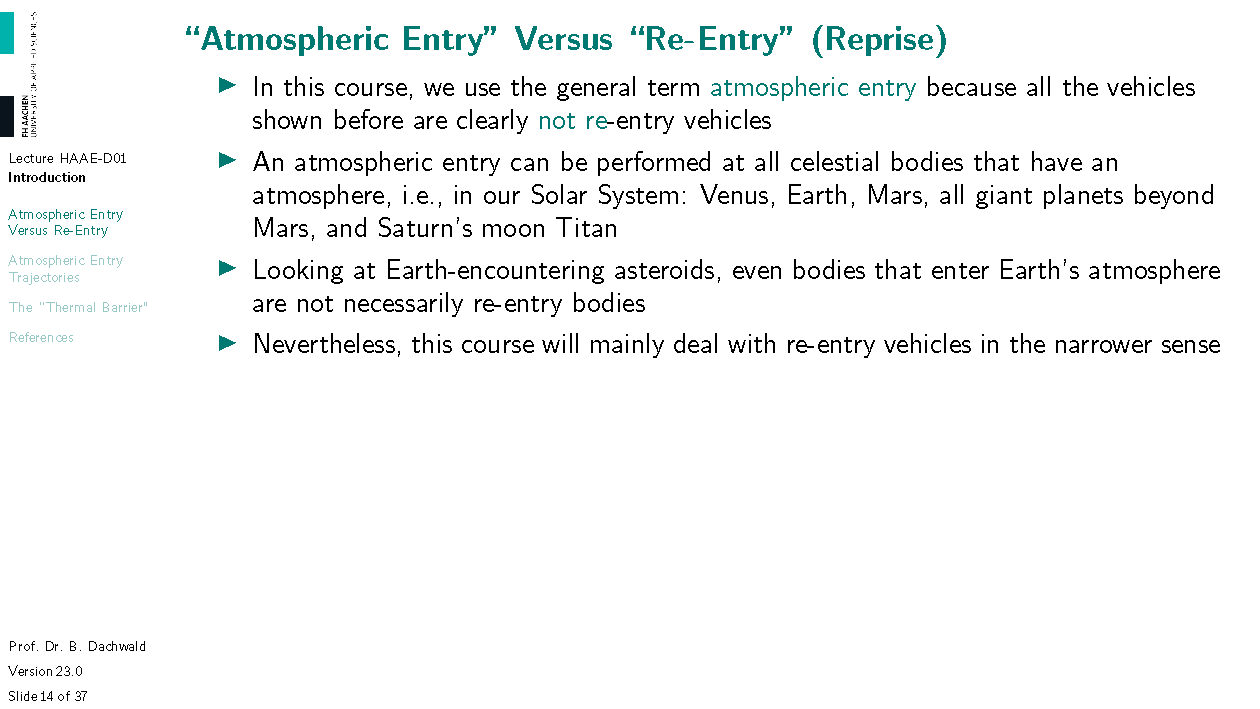 FH AACHEN
UNIVERSITY OF APPLIED SCIENCES
Lecture HAAE-D01
Introduction
Atmospheric Entry
Versus Re-Entry
Atmospheric Entry
Trajectories
The "Thermal Barrier"
References
Prof. Dr. B. Dachwald
Version 23.0
Slide 14 of 37
“Atmospheric Entry” Versus “Re-Entry” (Reprise)
▶ In this course, we use the general term atmospheric entry because all the vehicles
shown before are clearly not re-entry vehicles
▶ An atmospheric entry can be performed at all celestial bodies that have an
atmosphere, i.e., in our Solar System: Venus, Earth, Mars, all giant planets beyond
Mars, and Saturn's moon Titan
▶ Looking at Earth-encountering asteroids, even bodies that enter Earth's atmosphere
are not necessarily re-entry bodies
▶ Nevertheless, this course will mainly deal with re-entry vehicles in the narrower sense